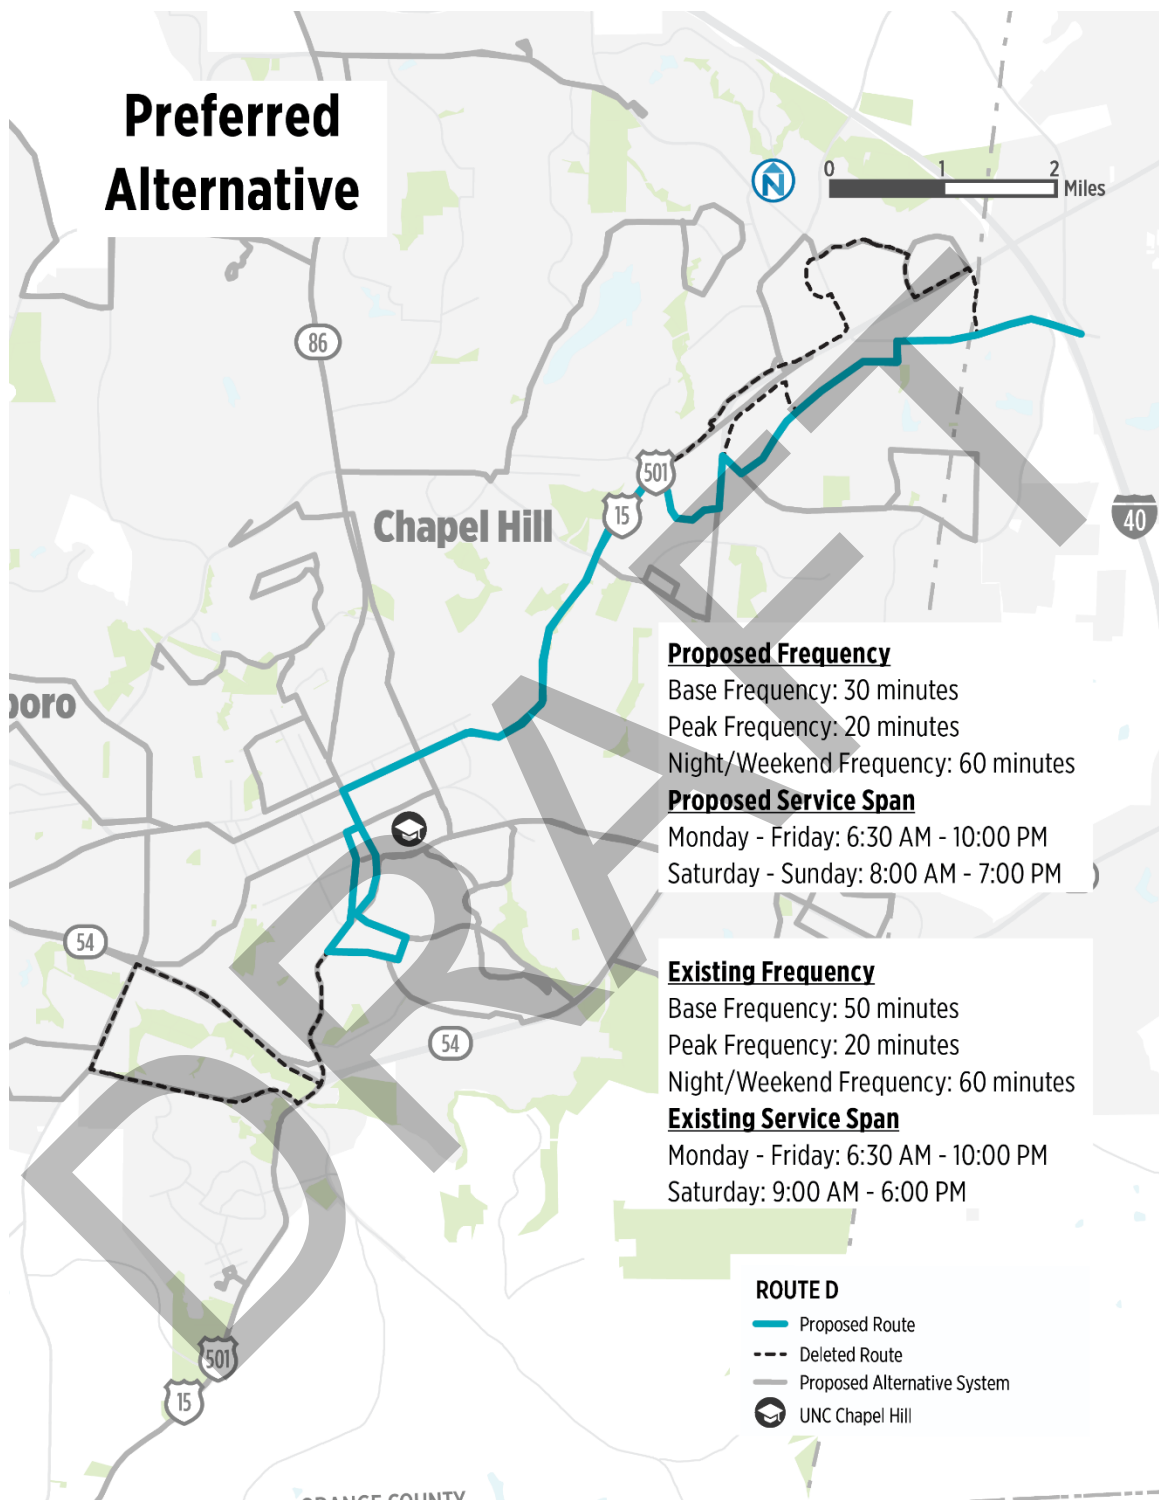 Preferred
Alternative
N
0 1 2
Miles
86
501
15
Chapel Hill
40
boro
Proposed Frequency
Base Frequency: 30 minutes
Peak Frequency: 20 minutes
Night/Weekend Frequency: 60 minutes
Proposed Service Span
Monday - Friday: 6:30 AM - 10:00 PM
Saturday - Sunday: 8:00 AM - 7:00 PM
54
54
Existing Frequency
Base Frequency: 50 minutes
Peak Frequency: 20 minutes
Night/Weekend Frequency: 60 minutes
Existing Service Span
Monday - Friday: 6:30 AM - 10:00 PM
Saturday: 9:00 AM - 6:00 PM
DRAFT
ROUTE D
Proposed Route
Deleted Route
Proposed Alternative System
UNC Chapel Hill
501
15
ORANGE COUNTY